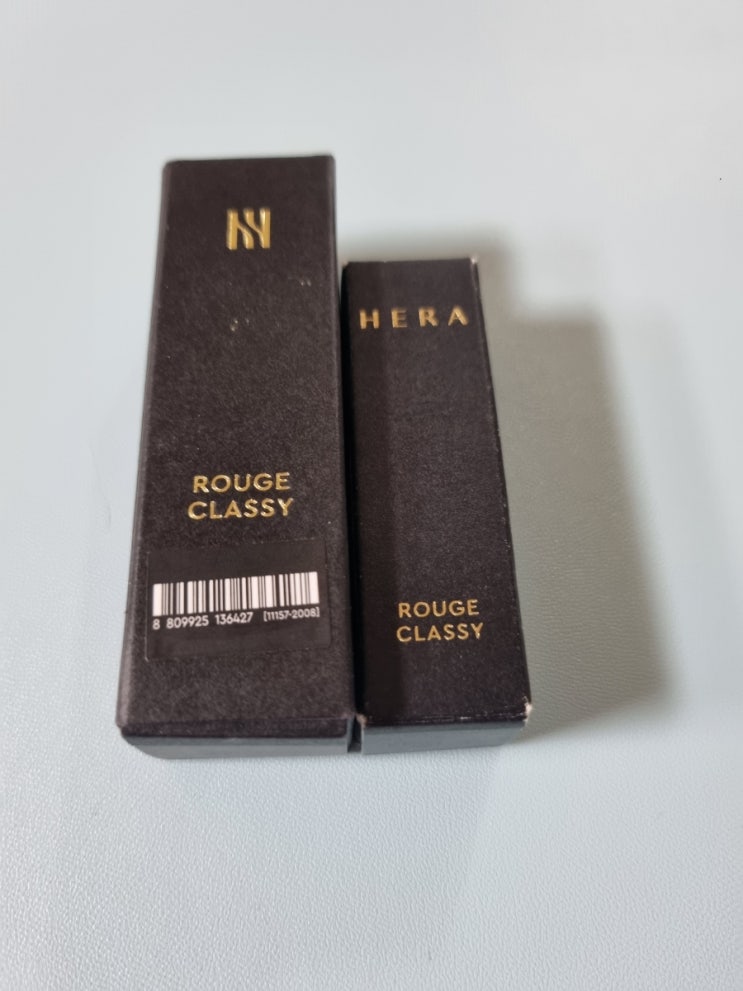 ROUGE
CLASSY
8 809925 136427 [11157-2008]
HERA
ROUGE
CLASSY